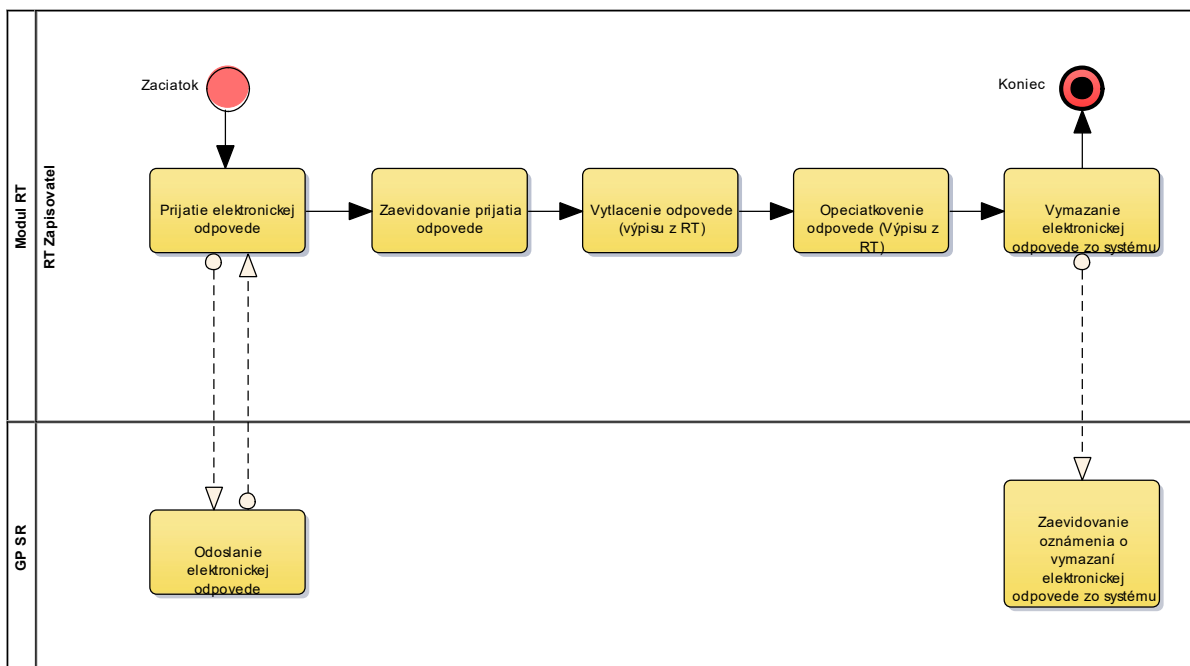 Modul RT
RT Zapisovatel
Zaciatok
Koniec
Prijatie elektronickej
odpovede
Zaevidovanie prijatia
odpovede
Vytlacenie odpovede
(výpisu z RT)
Opeciatkovenie
odpovede (Výpisu z
RT)
Vymazanie
elektronickej
odpovede zo systému
GP SR
Odoslanie
elektronickej
odpovede
Zaevidovanie
oznámenia o
vymazaní
elektronickej
odpovede zo systému